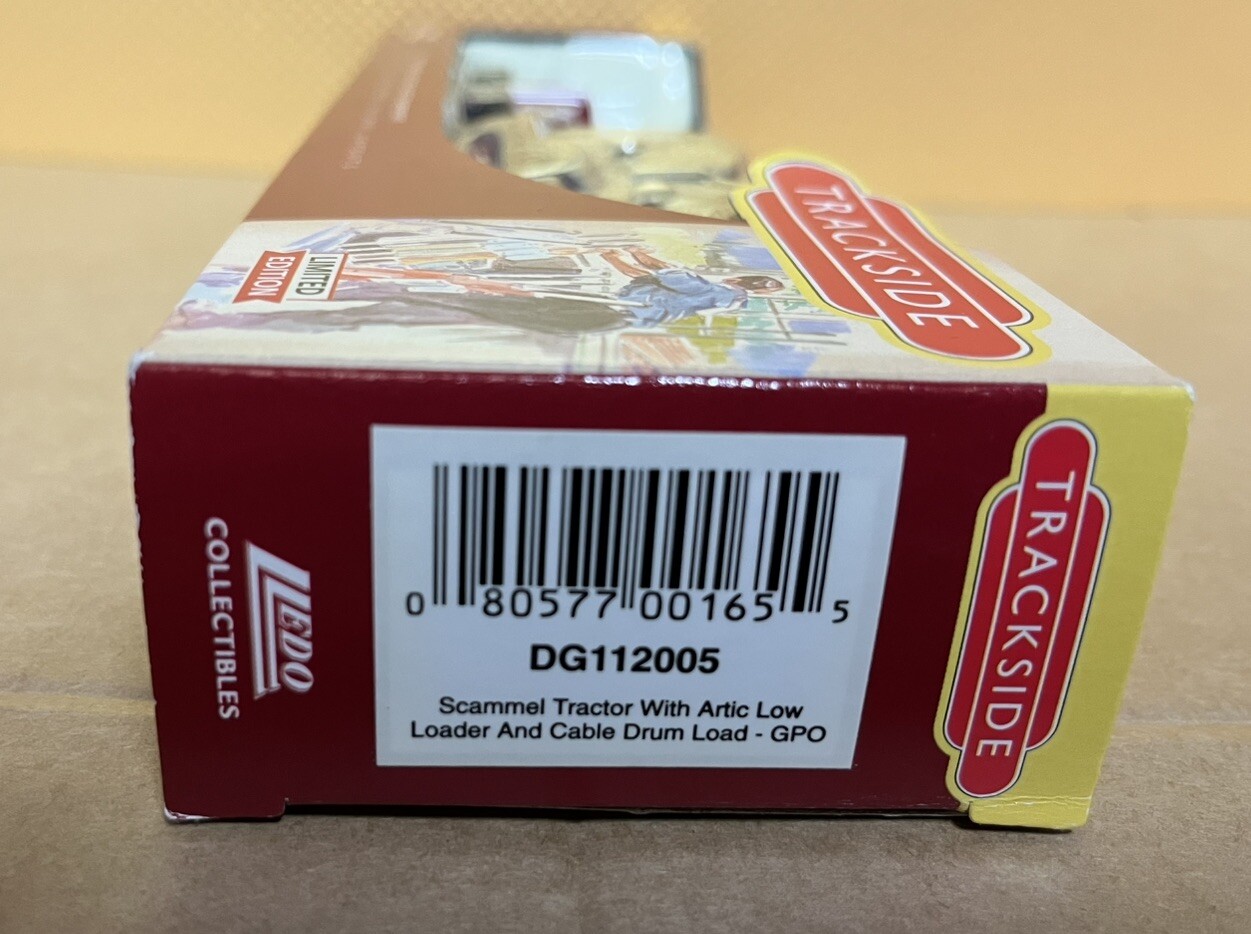 TRACKSIDE
LIMITED
EDITION
LLEDO
COLLECTIBLES
0 80577 00165 5
DG112005
Scammel Tractor With Artic Low
Loader And Cable Drum Load - GPO
TRACKSIDE